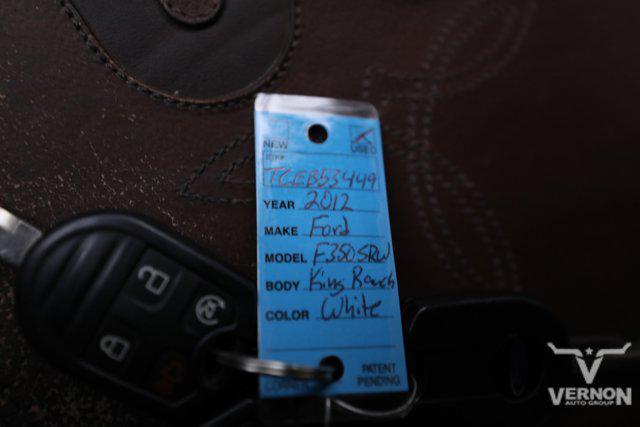 NEW USED
TCEB53449
YEAR 2012
MAKE Ford
MODEL F350 SRW
BODY King Ranch
COLOR White
PATENT
PENDING
VERNON
AUTO GROUP